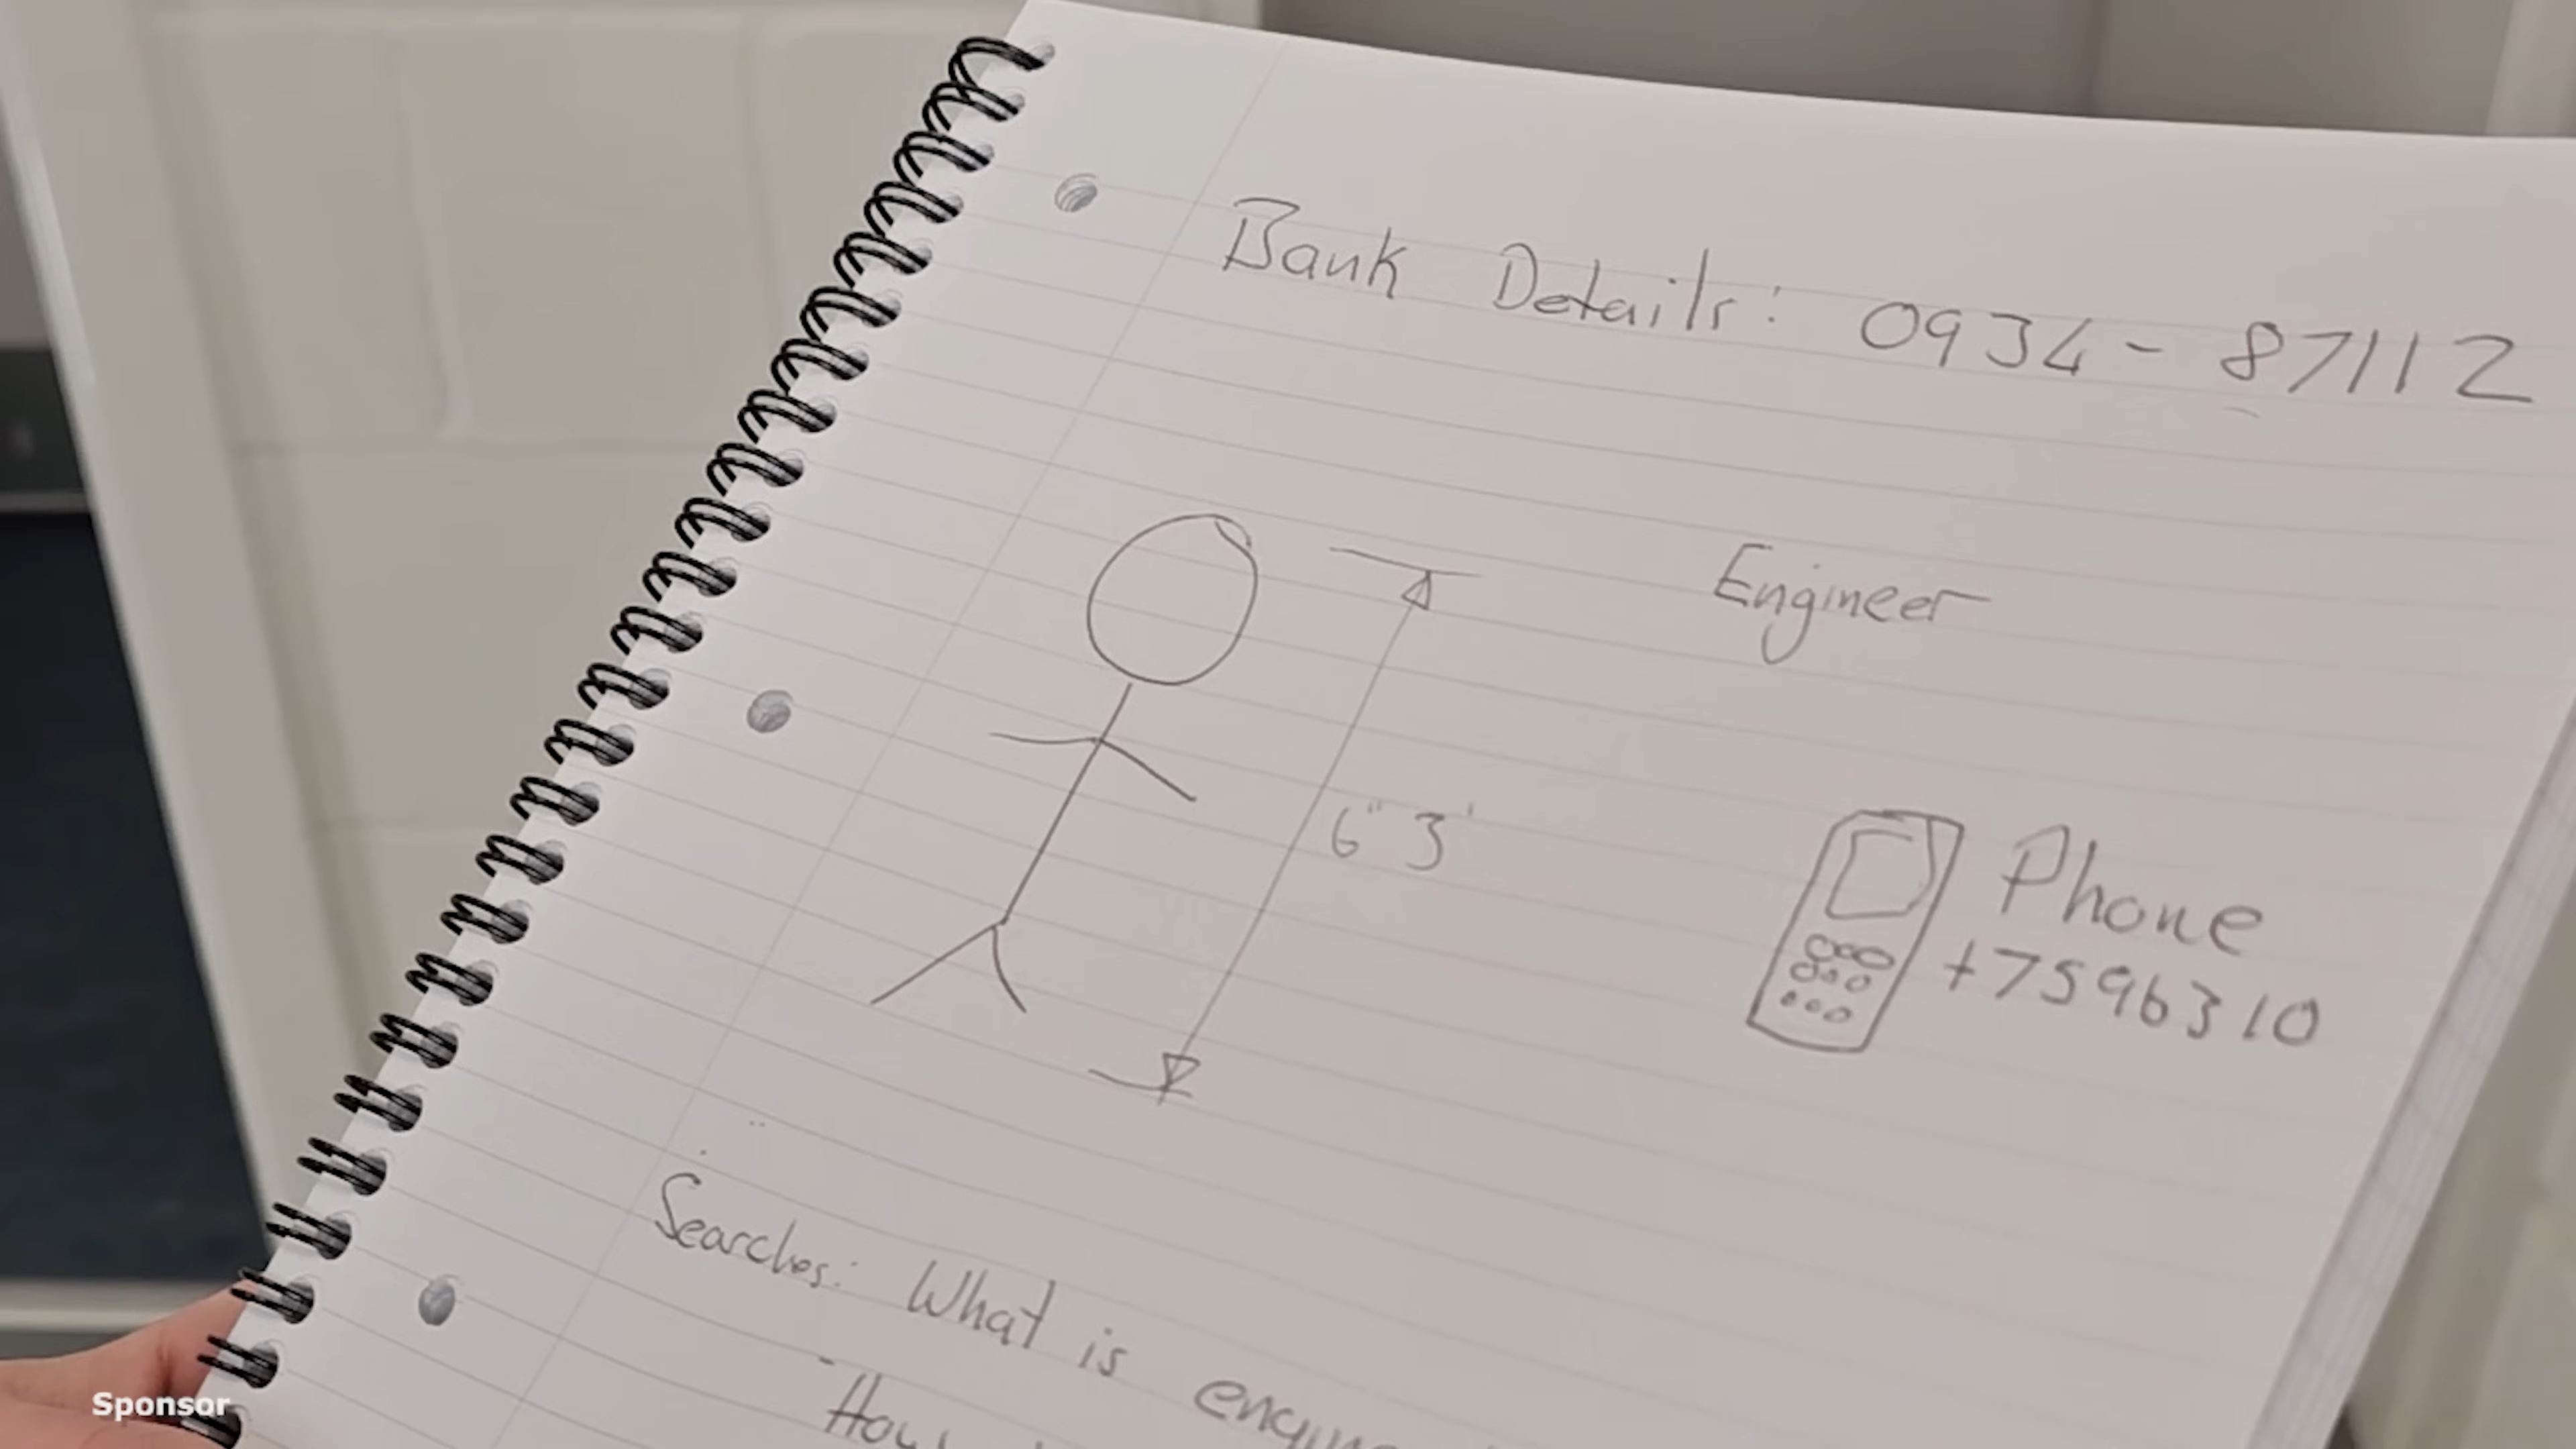 Bank Details: 0934 - 87112
Engineer
6" 3'
Phone
+7596310
Searches: What is
Sponsor